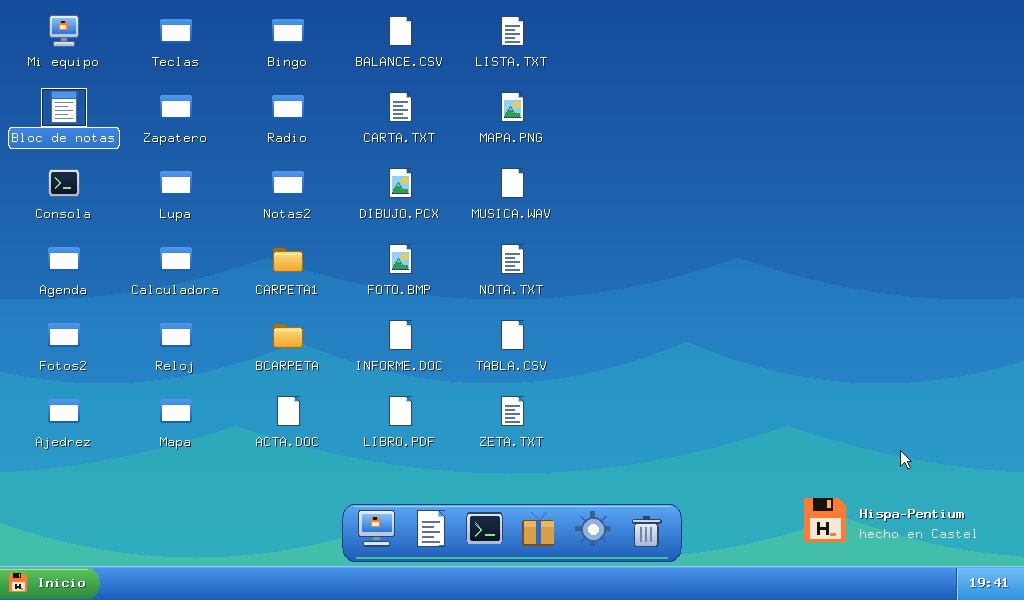 Mi equipo
Teclas
Bingo
BALANCE.CSV
LISTA.TXT
Bloc de notas
Zapatero
Radio
CARTA.TXT
MAPA.PNG
Consola
Lupa
Notas2
DIBUJO.PCX
MUSICA.WAV
Agenda
Calculadora
CARPETA1
FOTO.BMP
NOTA.TXT
Fotos2
Reloj
BCARPETA
INFORME.DOC
TABLA.CSV
Ajedrez
Mapa
ACTA.DOC
LIBRO.PDF
ZETA.TXT
H_
Hispa-Pentium
hecho en Castel
H_
Inicio
19:41